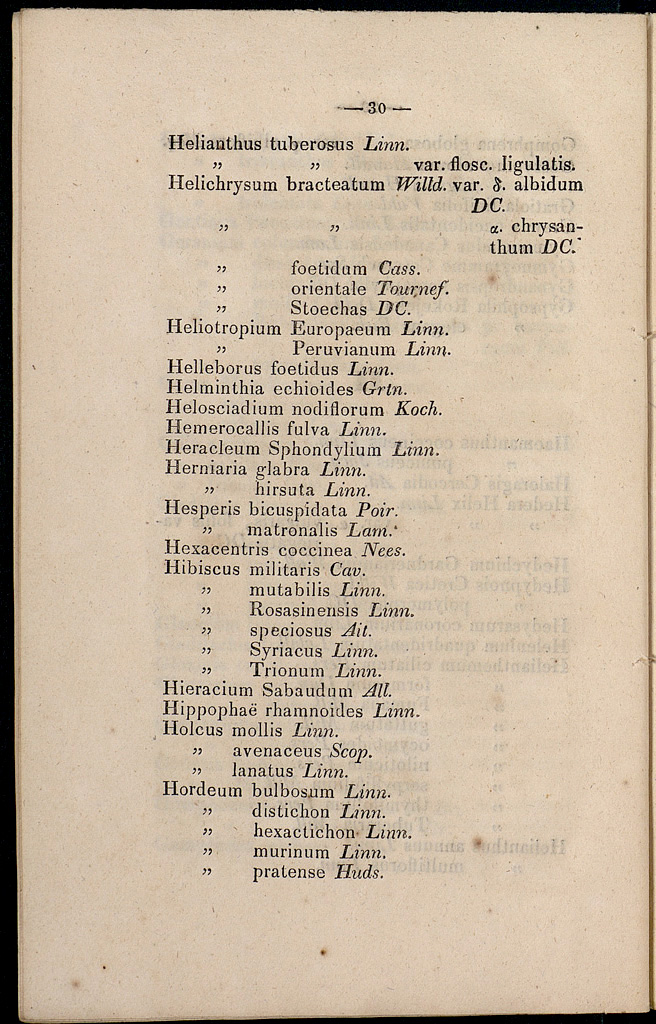 — 30 —
Helianthus tuberosus Linn.
„ „ var. flosc. ligulatis.
Helichrysum bracteatum Willd. var. δ. albidum
DC.
„ „ α. chrysan-
thum DC.
„ foetidum Cass.
„ orientale Tournef.
„ Stoechas DC.
Heliotropium Europaeum Linn.
„ Peruvianum Linn.
Helleborus foetidus Linn.
Helminthia echioides Grtn.
Helosciadium nodiflorum Koch.
Hemerocallis fulva Linn.
Heracleum Sphondylium Linn.
Herniaria glabra Linn.
„ hirsuta Linn.
Hesperis bicuspidata Poir.
„ matronalis Lam.
Hexacentris coccinea Nees.
Hibiscus militaris Cav.
„ mutabilis Linn.
„ Rosasinensis Linn.
„ speciosus Ait.
„ Syriacus Linn.
„ Trionum Linn.
Hieracium Sabaudum All.
Hippophaë rhamnoides Linn.
Holcus mollis Linn.
„ avenaceus Scop.
„ lanatus Linn.
Hordeum bulbosum Linn.
„ distichon Linn.
„ hexactichon Linn.
„ murinum Linn.
„ pratense Huds.